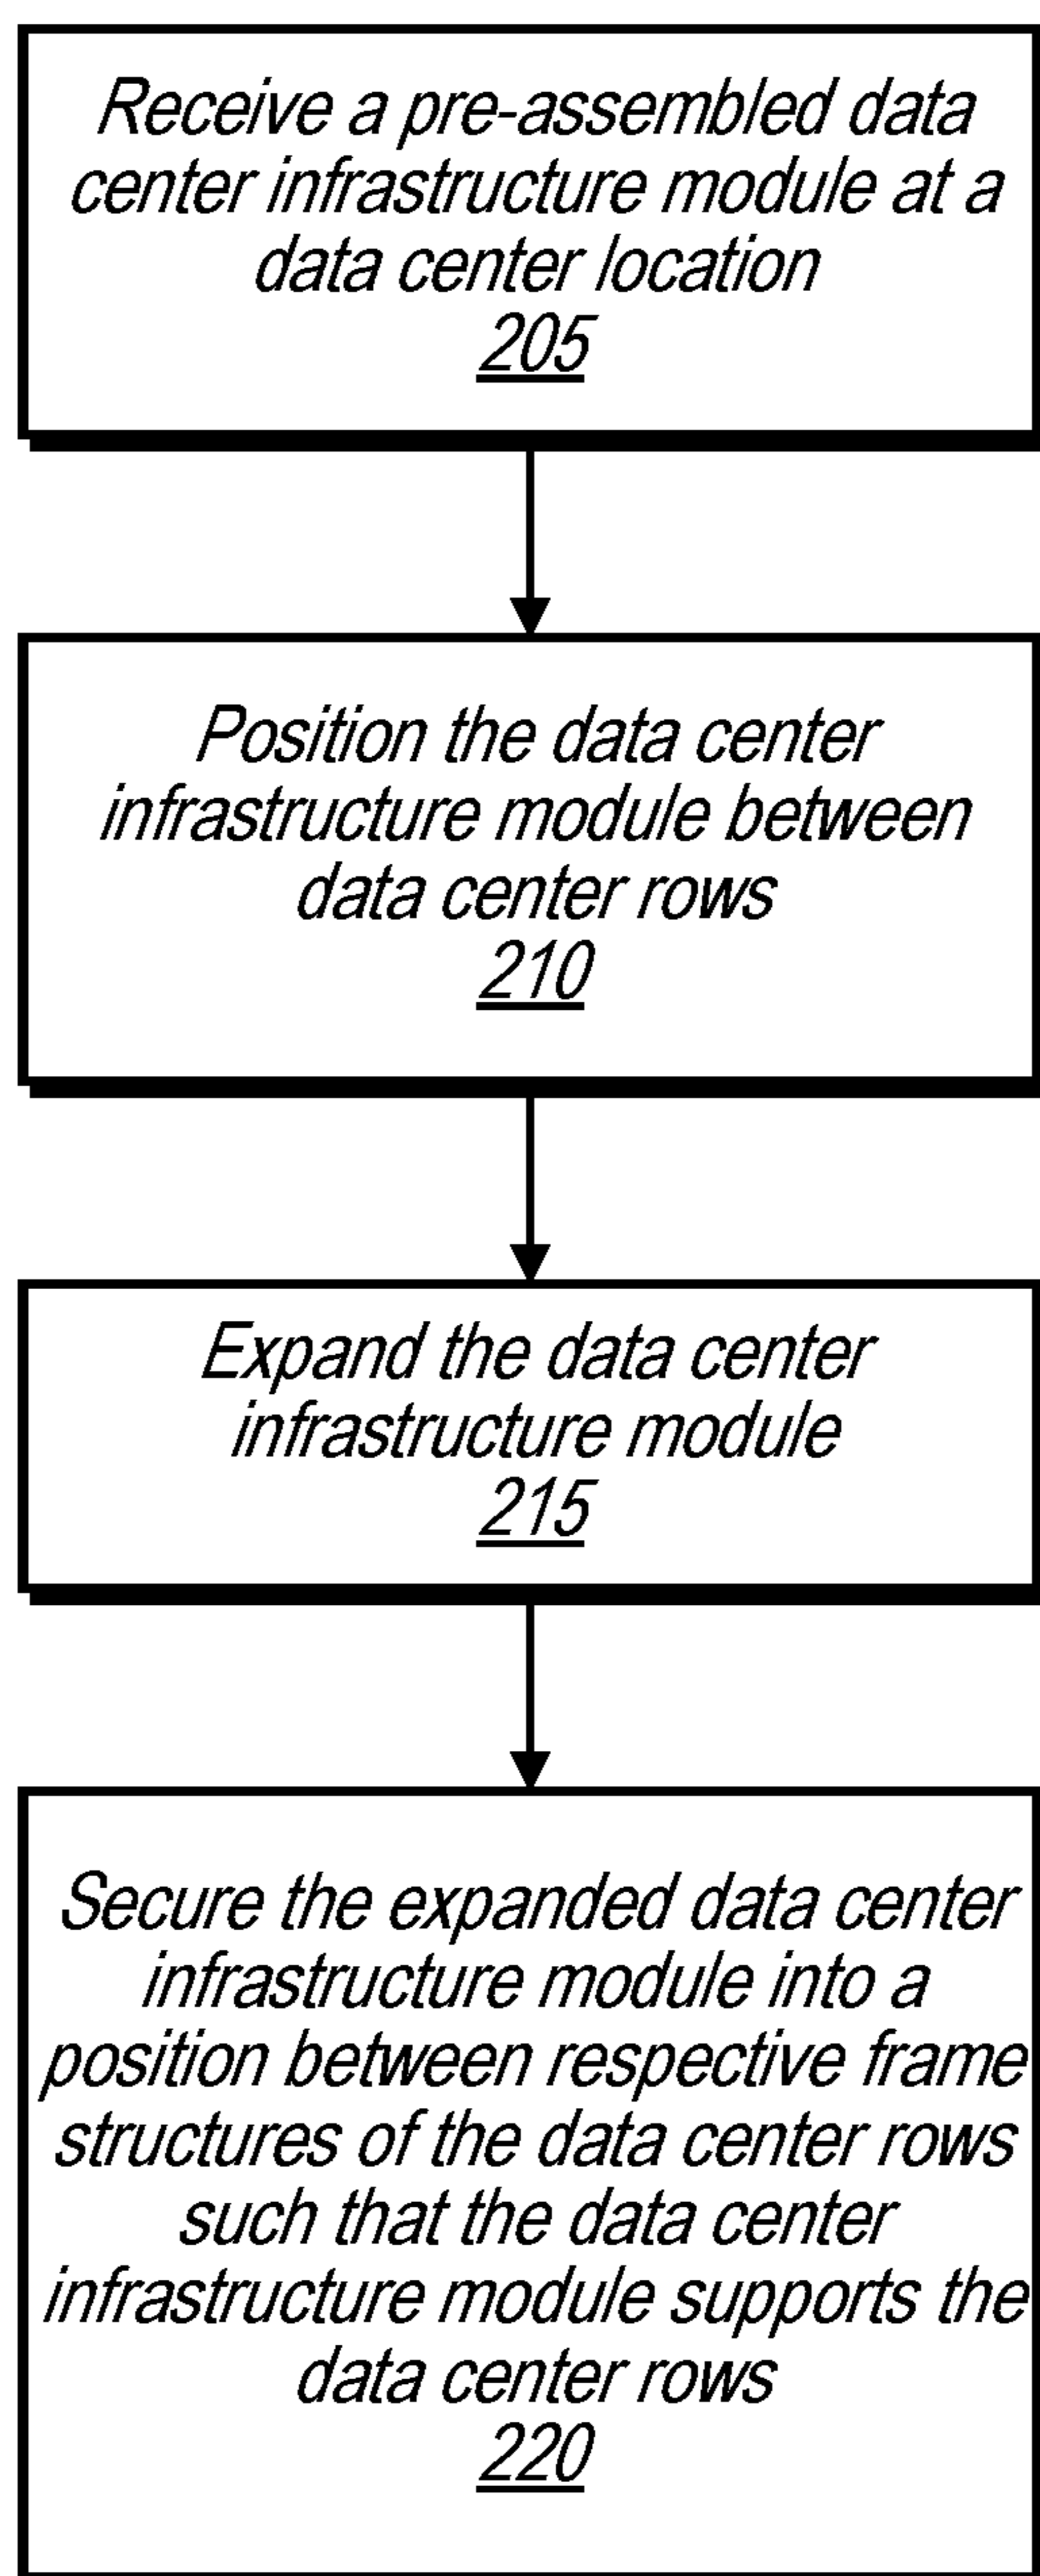 Receive a pre-assembled data
center infrastructure module at a
data center location
205
Position the data center
infrastructure module between
data center rows
210
Expand the data center
infrastructure module
215
Secure the expanded data center
infrastructure module into a
position between respective frame
structures of the data center rows
such that the data center
infrastructure module supports the
data center rows
220